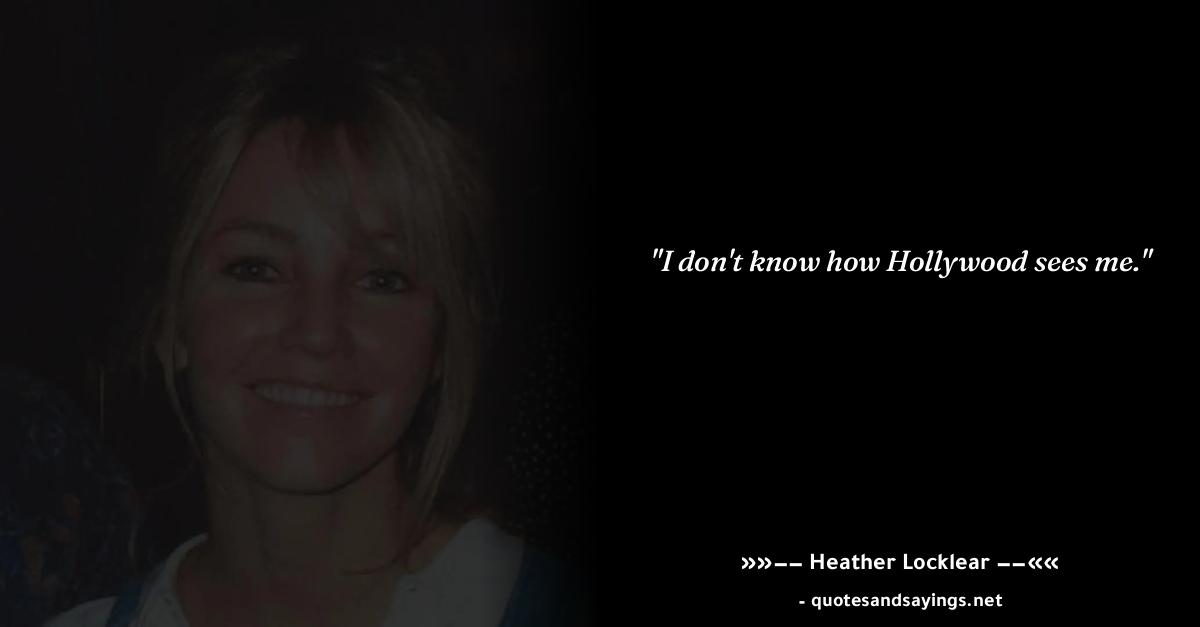 "I don't know how Hollywood sees me."
»»-- Heather Locklear --««
- quotesandsayings.net